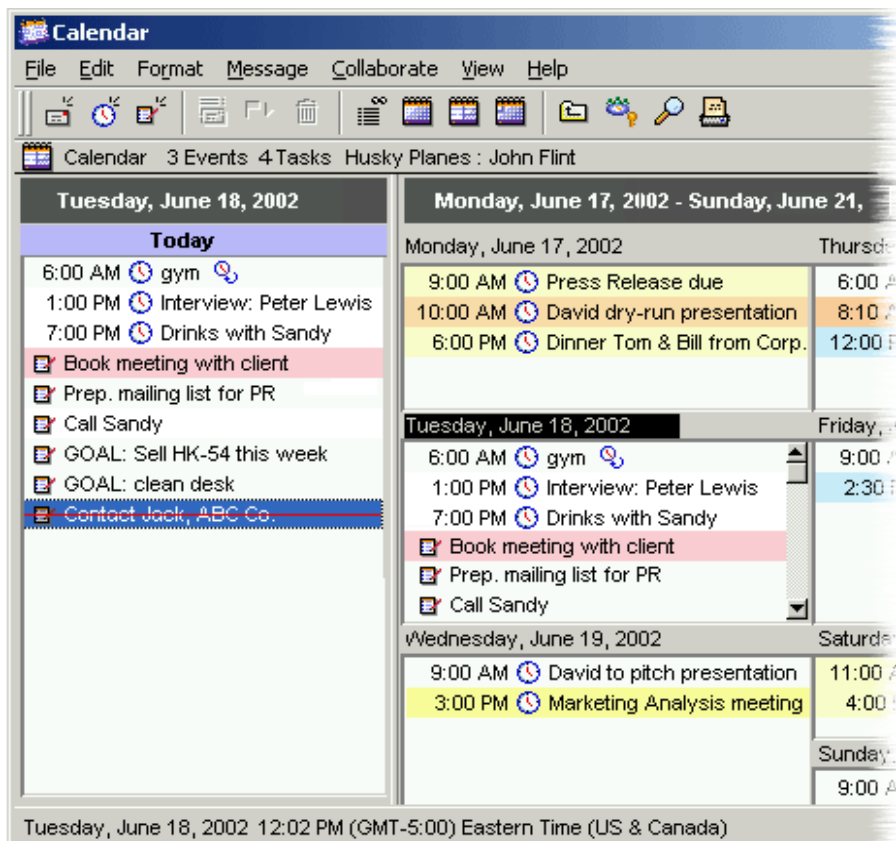 Calendar
File Edit Format Message Collaborate View Help
Calendar 3 Events 4 Tasks Husky Planes : John Flint
Tuesday, June 18, 2002
Today
6:00 AM gym
1:00 PM Interview: Peter Lewis
7:00 PM Drinks with Sandy
Book meeting with client
Prep. mailing list for PR
Call Sandy
GOAL: Sell HK-54 this week
GOAL: clean desk
Contact Jack, ABC Co.
Monday, June 17, 2002 - Sunday, June 21,
Monday, June 17, 2002
9:00 AM Press Release due
10:00 AM David dry-run presentation
6:00 PM Dinner Tom & Bill from Corp.
Tuesday, June 18, 2002
6:00 AM gym
1:00 PM Interview: Peter Lewis
7:00 PM Drinks with Sandy
Book meeting with client
Prep. mailing list for PR
Call Sandy
Wednesday, June 19, 2002
9:00 AM David to pitch presentation
3:00 PM Marketing Analysis meeting
6:00
8:10
12:00
Friday,
9:00
2:30
11:00
4:00
Sunday,
9:00
Tuesday, June 18, 2002 12:02 PM (GMT-5:00) Eastern Time (US & Canada)